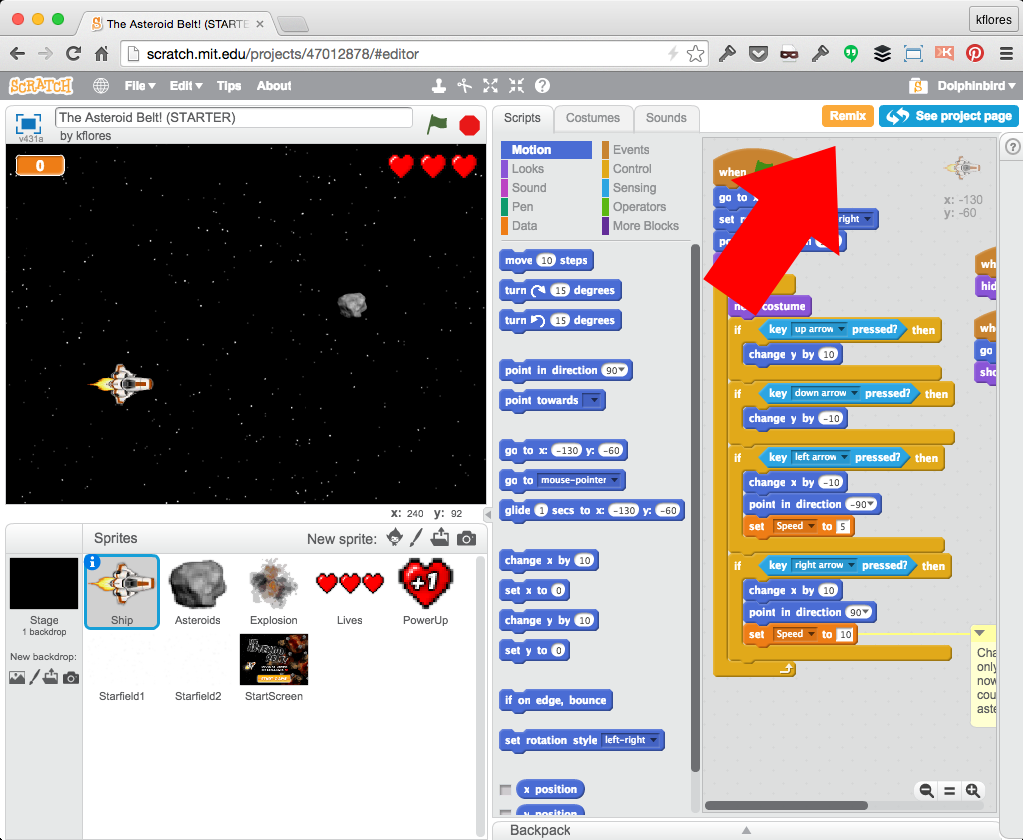 The Asteroid Belt! (STARTE
kflores
scratch.mit.edu/projects/47012878/#editor
SCRATCH
File
Edit
Tips
About
Dolphinbird
v431a
The Asteroid Belt! (STARTER)
by kflores
Scripts
Costumes
Sounds
Remix
See project page
0
Motion
Looks
Sound
Pen
Data
Events
Control
Sensing
Operators
More Blocks
move 10 steps
turn 15 degrees
turn 15 degrees
point in direction 90
point towards
go to x: -130 y: -60
go to mouse-pointer
glide 1 secs to x: -130 y: -60
change x by 10
set x to 0
change y by 10
set y to 0
if on edge, bounce
set rotation style left-right
x position
y position
when
go to x
set
right
x: -130
y: -60
costume
if key up arrow pressed? then
change y by 10
if key down arrow pressed? then
change y by -10
if key left arrow pressed? then
change x by -10
point in direction -90
set Speed to 5
if key right arrow pressed? then
change x by 10
point in direction 90
set Speed to 10
wh
hid
wh
go
sho
Cha
only
now
cou
aste
x: 240 y: 92
Sprites
New sprite:
Stage
1 backdrop
New backdrop:
Ship
Asteroids
Explosion
Lives
+1
PowerUp
Starfield1
Starfield2
StartScreen
Backpack